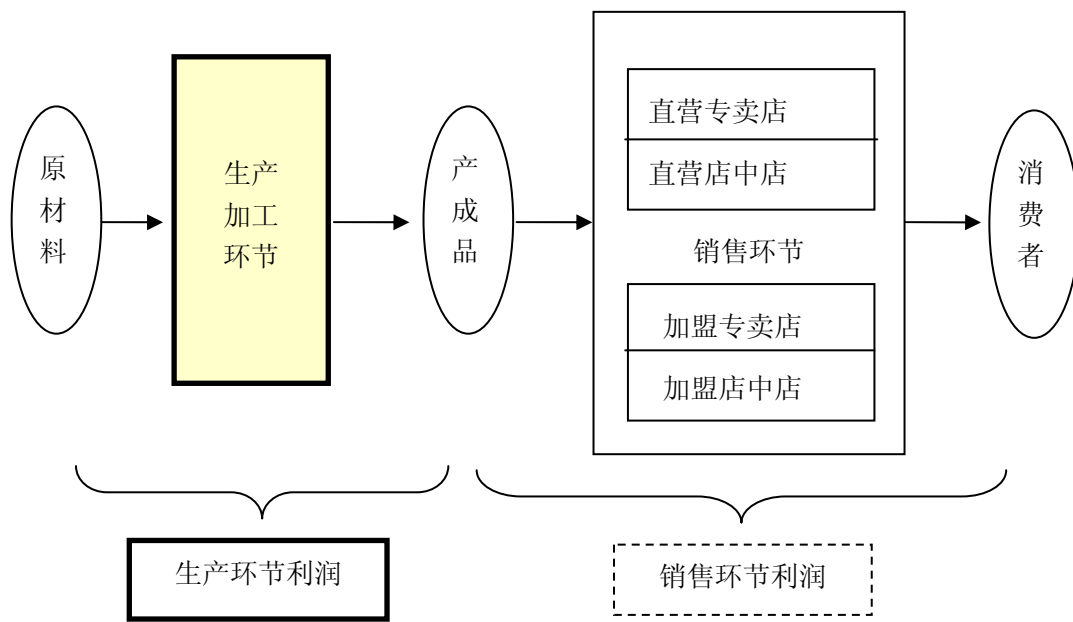 原
材
料
生产
加工
环节
产
成
品
直营专卖店
直营店中店
销售环节
加盟专卖店
加盟店中店
消
费
者
生产环节利润
销售环节利润